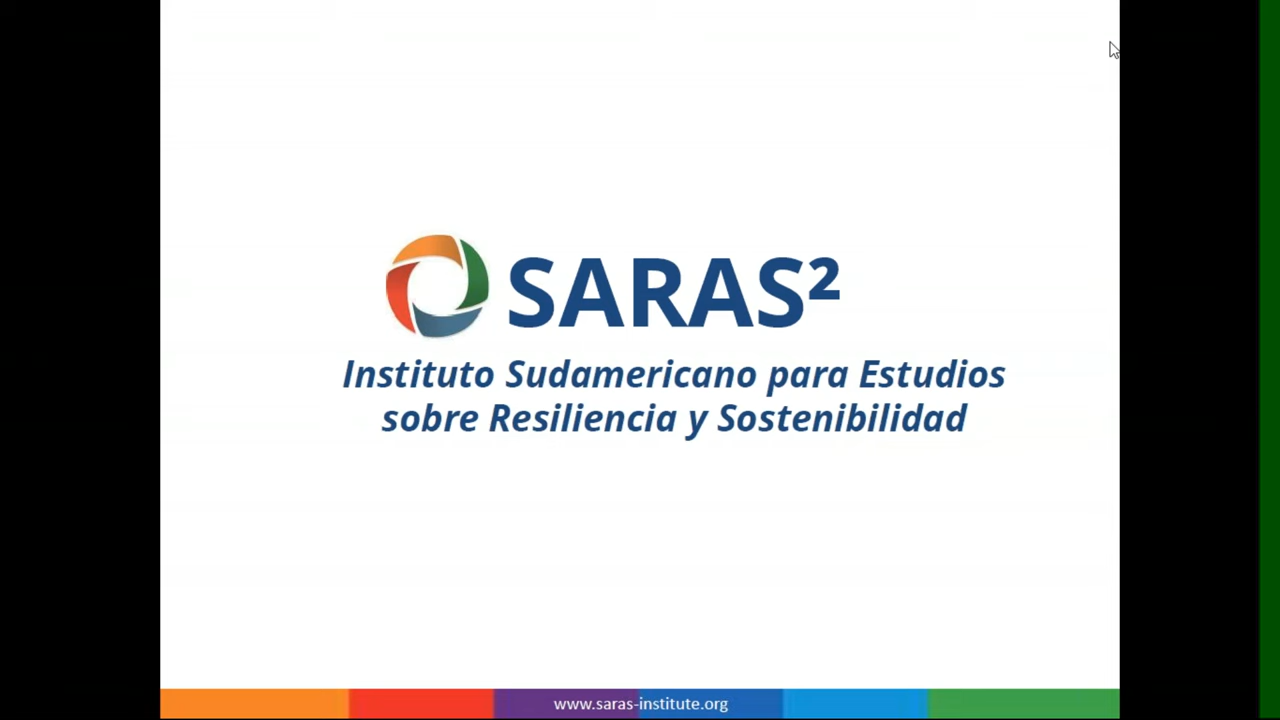 SARAS²
Instituto Sudamericano para Estudios
sobre Resiliencia y Sostenibilidad
www.saras-institute.org